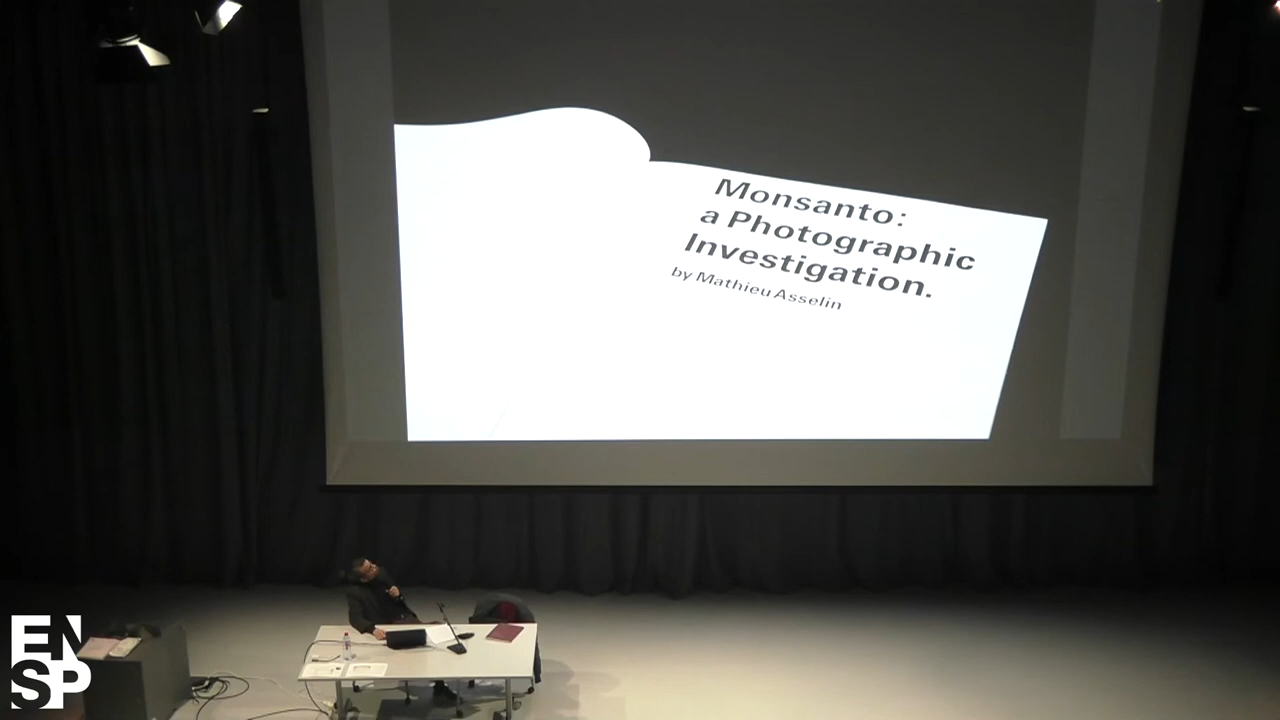 Monsanto:
a Photographic
Investigation.
by Mathieu Asselin
EN
SP